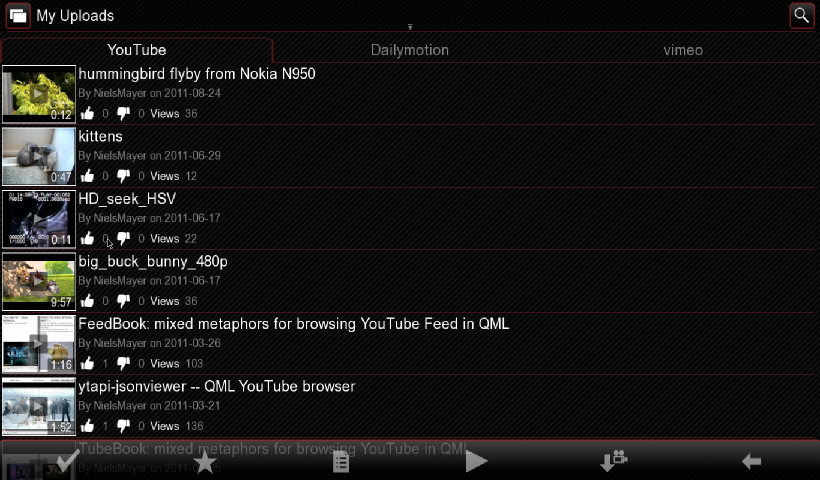 My Uploads
YouTube
Dailymotion
vimeo
hummingbird flyby from Nokia N950
By NielsMayer on 2011-08-24
0 0 Views 36
0:12
kittens
By NielsMayer on 2011-06-29
0 0 Views 12
0:47
HD_seek_HSV
By NielsMayer on 2011-06-17
0 0 Views 22
0:11
big_buck_bunny_480p
By NielsMayer on 2011-06-17
0 0 Views 36
9:57
FeedBook: mixed metaphors for browsing YouTube Feed in QML
By NielsMayer on 2011-03-26
1 0 Views 103
1:16
ytapi-jsonviewer -- QML YouTube browser
By NielsMayer on 2011-03-21
1 0 Views 136
1:52
TubeBook: mixed metaphors for browsing YouTube in QML
By NielsMayer